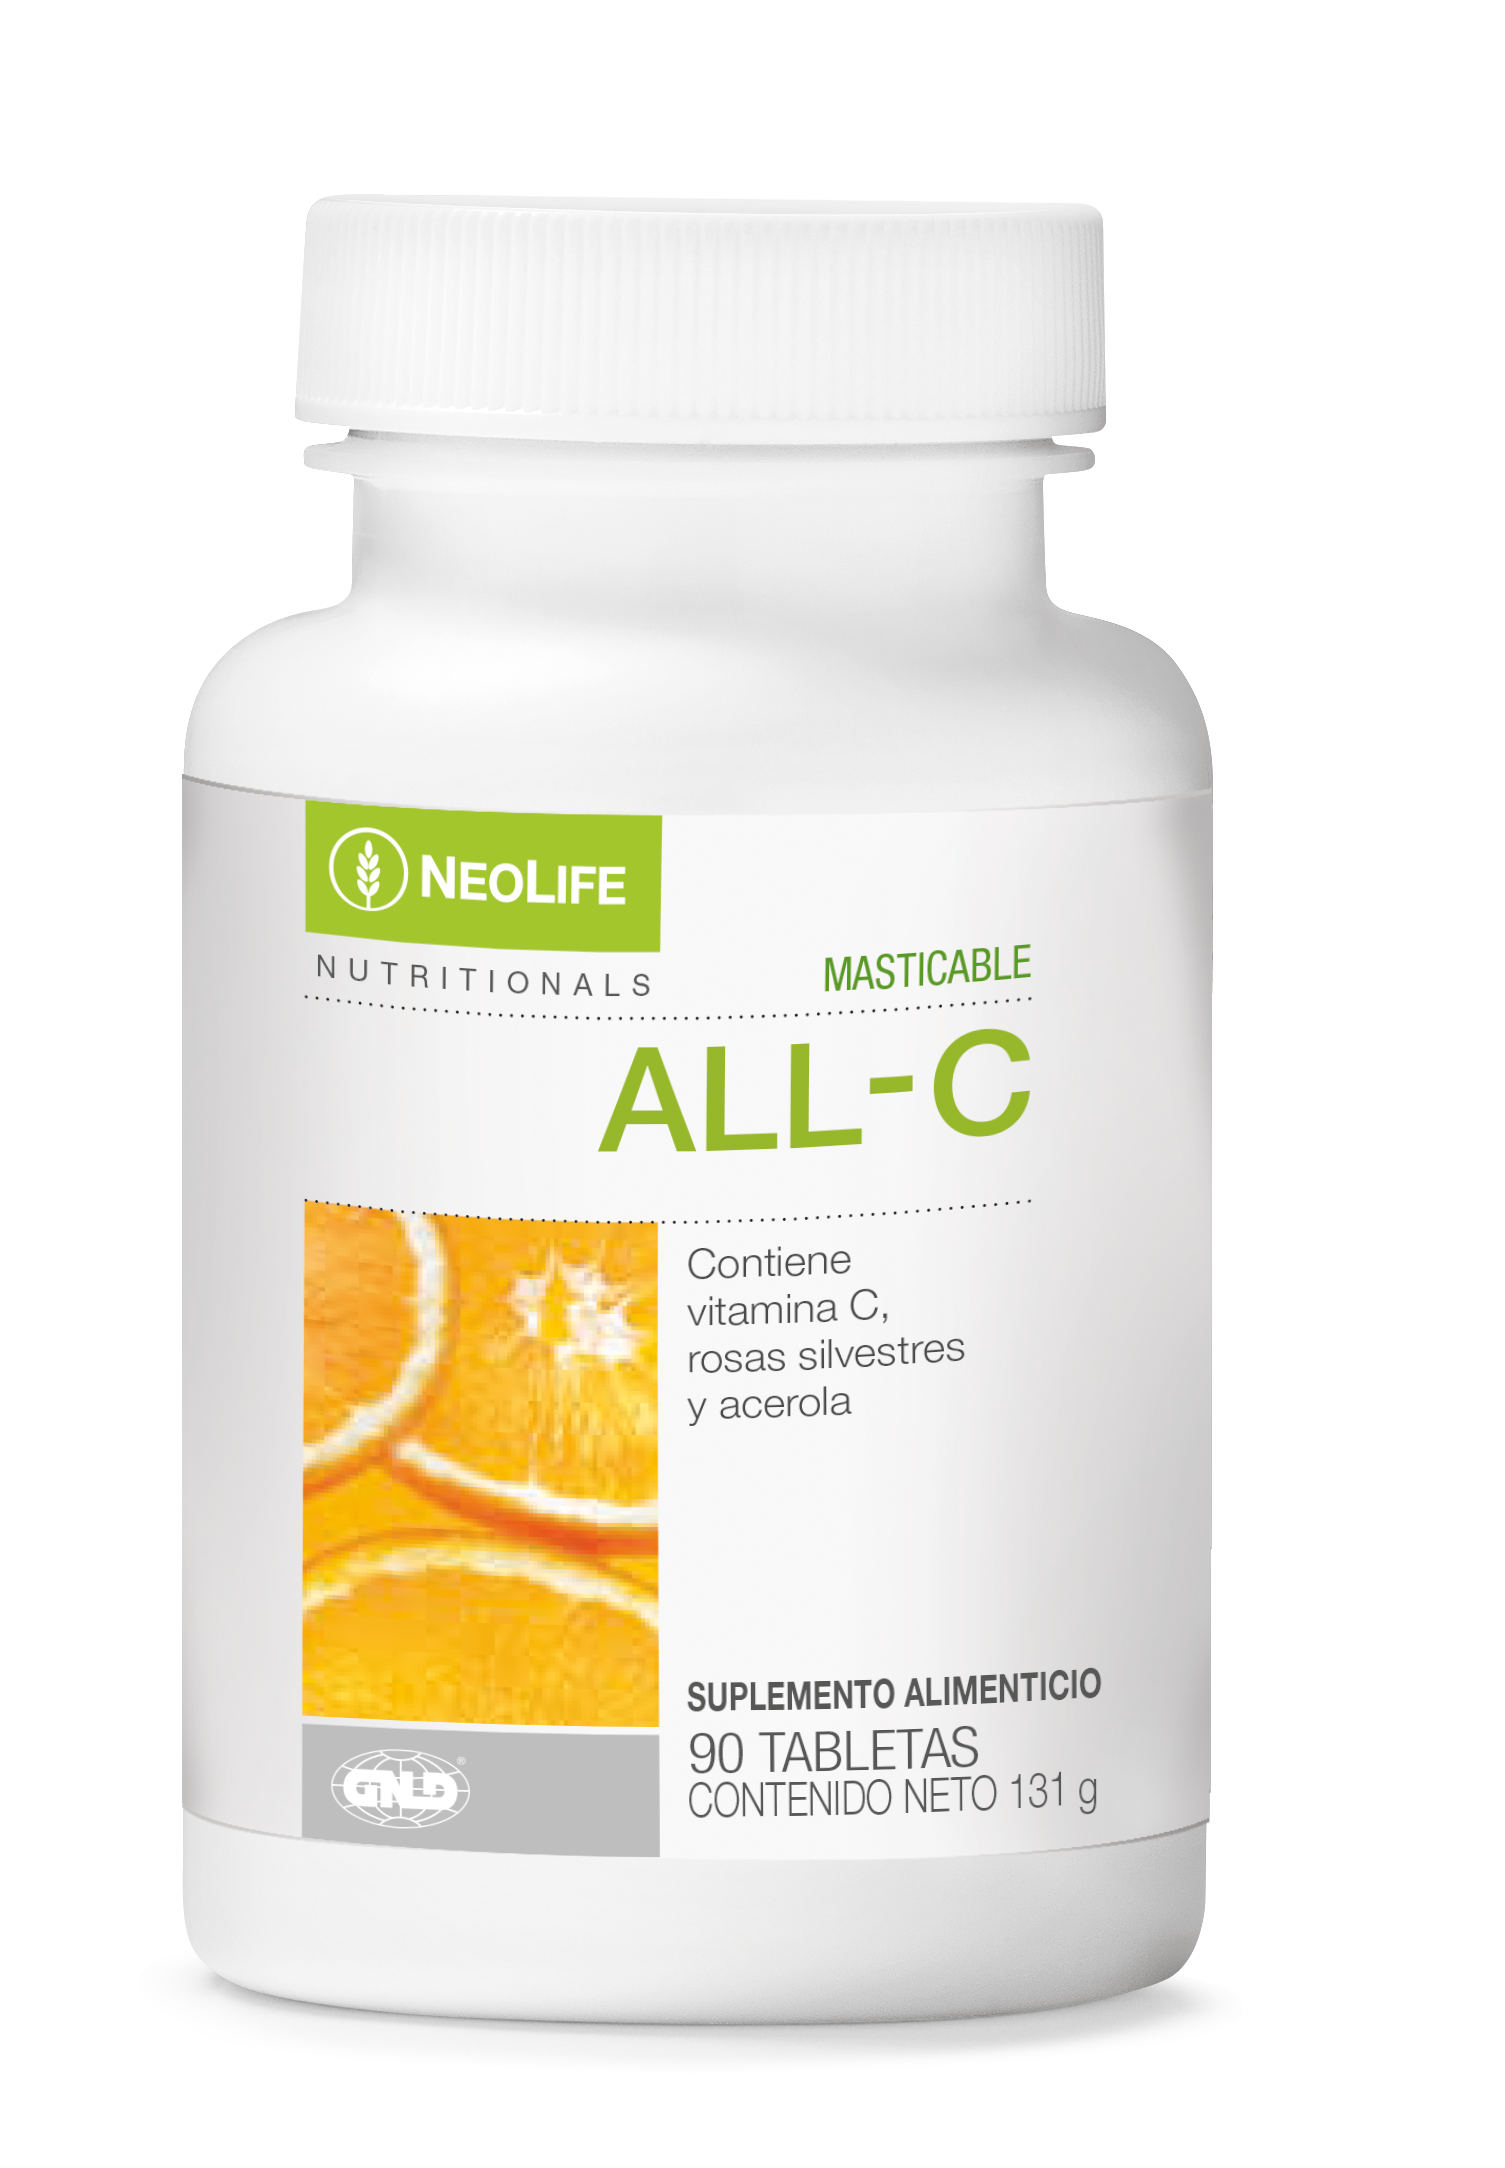 NEOLIFE
NUTRITIONALS
MASTICABLE
ALL-C
Contiene
vitamina C,
rosas silvestres
y acerola
SUPLEMENTO ALIMENTICIO
90 TABLETAS
CONTENIDO NETO 131 g
GNLD®